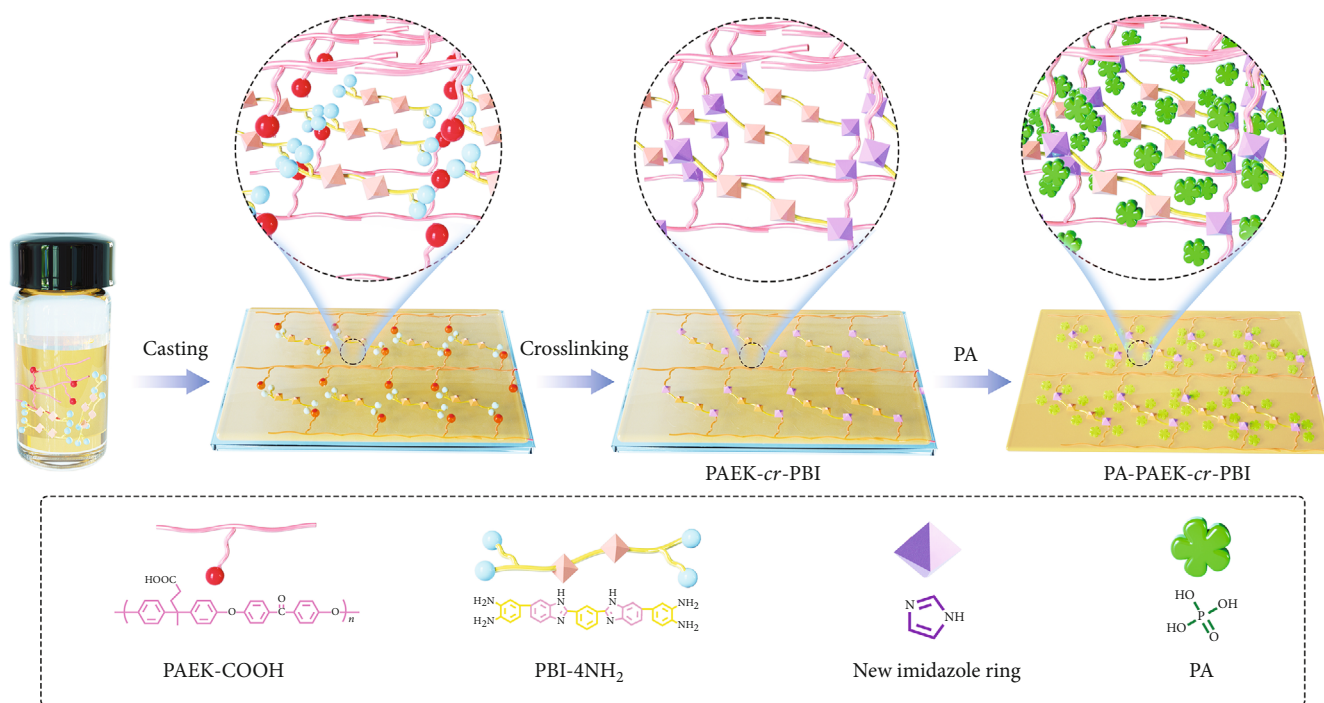 Casting
Crosslinking
PA
PAEK-cr-PBI
PA-PAEK-cr-PBI
HOOC
O
C
O
O
n
PAEK-COOH
H2N
H2N
H
N
N
H
N
N
NH2
NH2
PBI-4NH2
N
NH
New imidazole ring
HO
OH
P
HO
O
PA